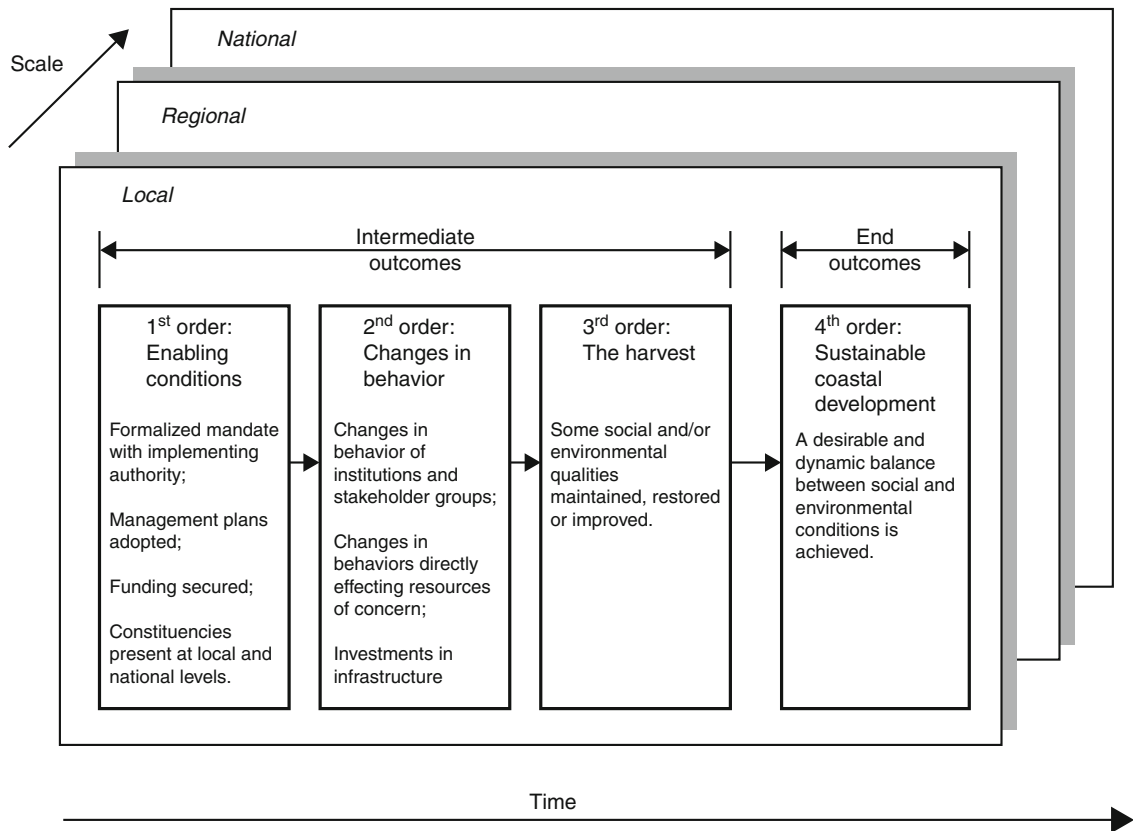 National
Scale
Regional
Local
Intermediate
outcomes
End
outcomes
1st order:
Enabling
conditions
Formalized mandate
with implementing
authority;
Management plans
adopted;
Funding secured;
Constituencies
present at local and
national levels.
2nd order:
Changes in
behavior
Changes in
behavior of
institutions and
stakeholder groups;
Changes in
behaviors directly
effecting resources
of concern;
Investments in
infrastructure
3rd order:
The harvest
Some social and/or
environmental
qualities
maintained, restored
or improved.
4th order:
Sustainable
coastal
development
A desirable and
dynamic balance
between social and
environmental
conditions is
achieved.
Time